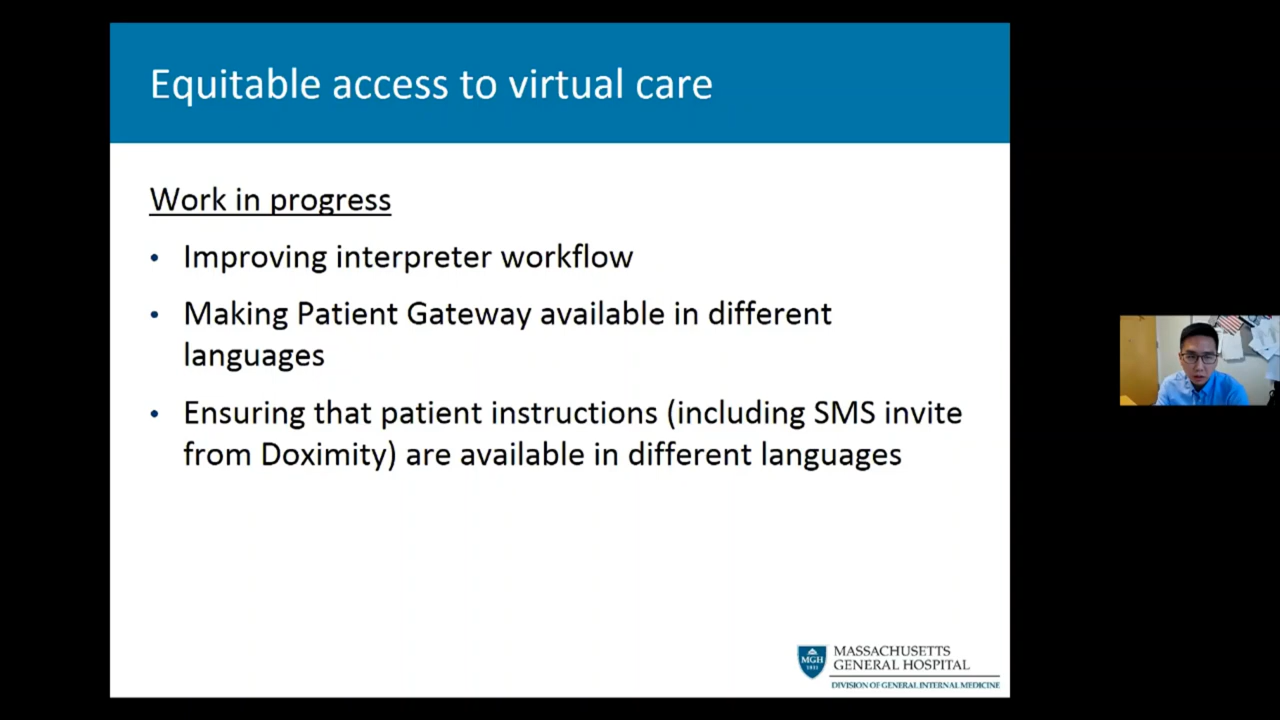 Equitable access to virtual care
Work in progress
• Improving interpreter workflow
• Making Patient Gateway available in different
languages
• Ensuring that patient instructions (including SMS invite
from Doximity) are available in different languages
MGH
1811
MASSACHUSETTS
GENERAL HOSPITAL
DIVISION OF GENERAL INTERNAL MEDICINE